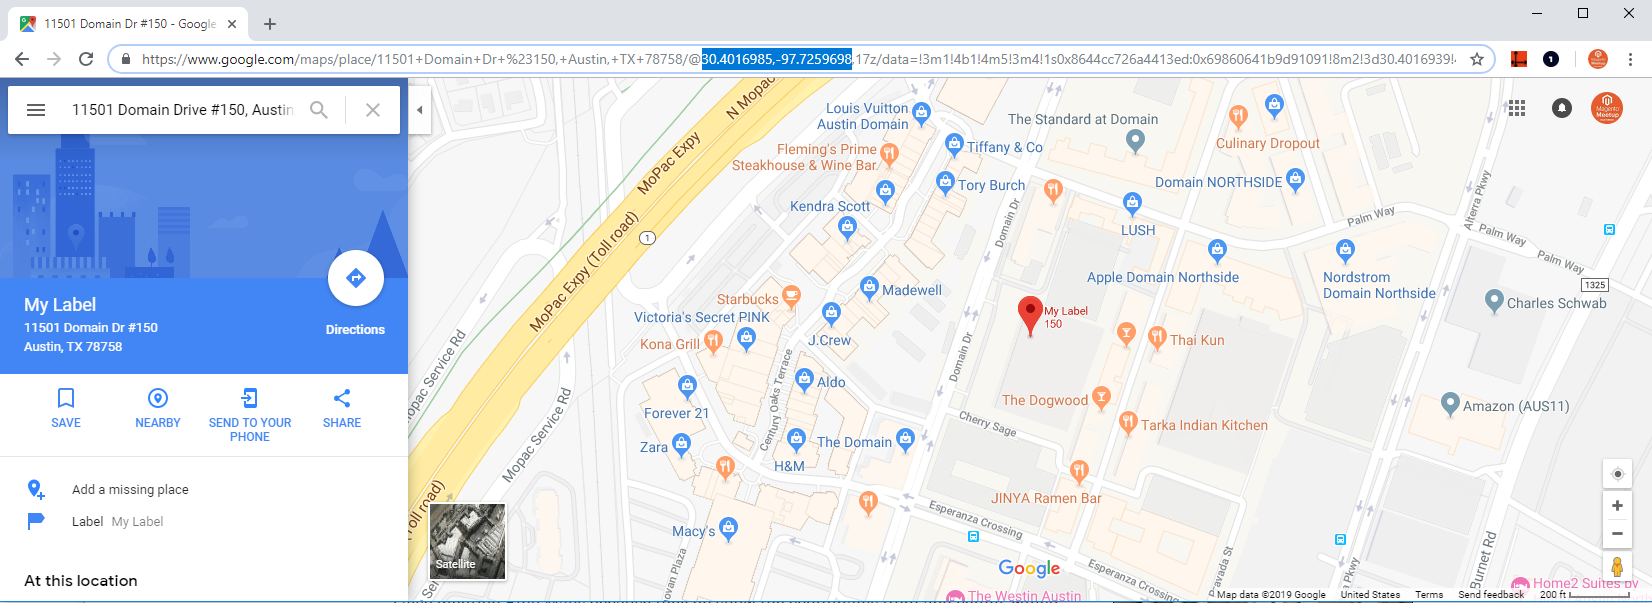 11501 Domain Dr #150 - Google
https://www.google.com/maps/place/11501+Domain+Dr+%23150,+Austin,+TX+78758/@30.4016985,-97.7259698,17z/data=!3m1!4b1!4m5!3m4!1s0x8644cc726a4413ed:0x69860641b9d91091!8m2!3d30.4016939!
11501 Domain Drive #150, Austin
My Label
11501 Domain Dr #150
Austin, TX 78758
Directions
SAVE
NEARBY
SEND TO YOUR
PHONE
SHARE
Add a missing place
Label My Label
At this location
Louis Vuitton
Austin Domain
N Mopac
MoPac Expy
Fleming's Prime
Steakhouse & Wine Bar
Tiffany & Co
The Standard at Domain
Culinary Dropout
Magento
Meetup
Tory Burch
Domain NORTHSIDE
Kendra Scott
LUSH
Domain Dr
Palm Way
Alterra Pkwy
Palm Way
Palm Way
MoPac Expy (Toll road)
1
Apple Domain Northside
Nordstrom
Domain Northside
1325
Charles Schwab
Madewell
Starbucks
Victoria's Secret PINK
My Label
150
Kona Grill
J.Crew
Thai Kun
Mopac Service Rd
Domain Dr
Century Oaks Terrace
Aldo
Forever 21
The Dogwood
Amazon (AUS11)
Cherry Sage
Tarka Indian Kitchen
Zara
The Domain
H&M
Mopac Service Rd
JINYA Ramen Bar
Esperanza Crossing
Macy's
(Toll road)
Satellite
Google
Esperanza Crossing
Burnet Rd
Home2 Suites by
The Westin Austin
Map data ©2019 Google United States Terms Send feedback 200 ft